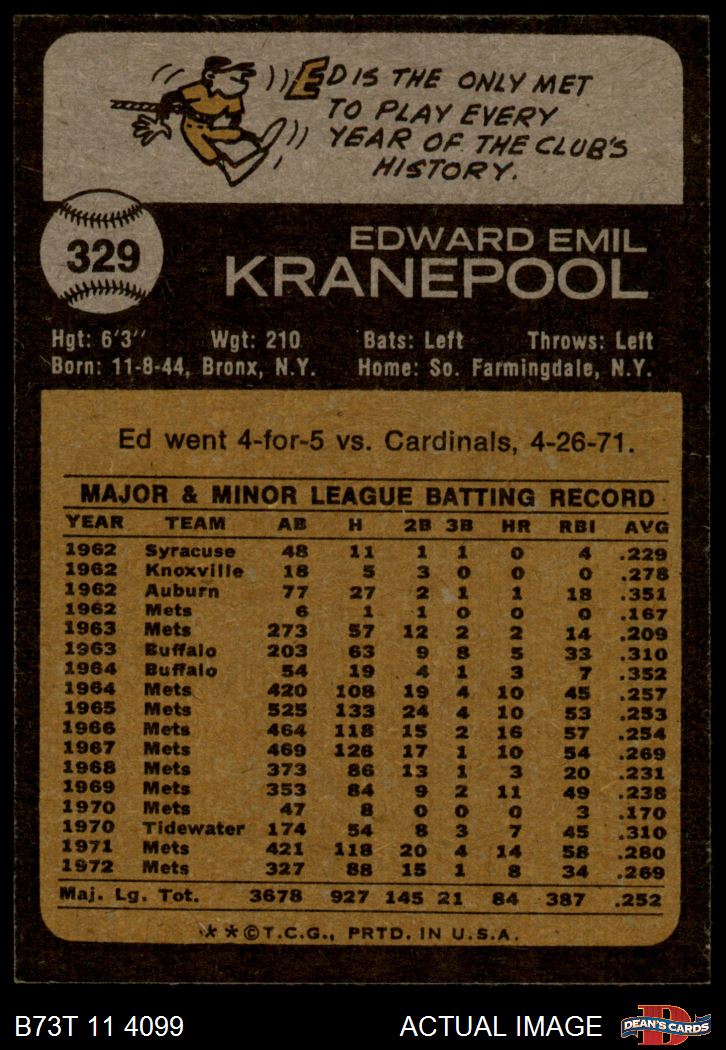 ED IS THE ONLY MET
TO PLAY EVERY
YEAR OF THE CLUB'S
HISTORY.
329
EDWARD EMIL
KRANEPOOL
Hgt: 6'3" Wgt: 210 Bats: Left Throws: Left
Born: 11-8-44, Bronx, N.Y. Home: So. Farmingdale, N.Y.
Ed went 4-for-5 vs. Cardinals, 4-26-71.
MAJOR & MINOR LEAGUE BATTING RECORD
YEAR TEAM AB H 2B 3B HR RBI AVG
1962 Syracuse 48 11 1 1 0 4 .229
1962 Knoxville 18 5 3 0 0 0 .278
1962 Auburn 77 27 2 1 1 18 .351
1962 Mets 6 1 1 0 0 0 .167
1963 Mets 273 57 12 2 2 14 .209
1963 Buffalo 203 63 9 8 5 33 .310
1964 Buffalo 54 19 4 1 3 7 .352
1964 Mets 420 108 19 4 10 45 .257
1965 Mets 525 133 24 4 10 53 .253
1966 Mets 464 118 15 2 16 57 .254
1967 Mets 469 126 17 1 10 54 .269
1968 Mets 373 86 13 1 3 20 .231
1969 Mets 353 84 9 2 11 49 .238
1970 Mets 47 8 0 0 0 3 .170
1970 Tidewater 174 54 8 3 7 45 .310
1971 Mets 421 118 20 4 14 58 .280
1972 Mets 327 88 15 1 8 34 .269
Maj. Lg. Tot. 3678 927 145 21 84 387 .252
**©T.C.G., PRTD. IN U.S.A.
B73T 11 4099 ACTUAL IMAGE D DEAN'S CARDS